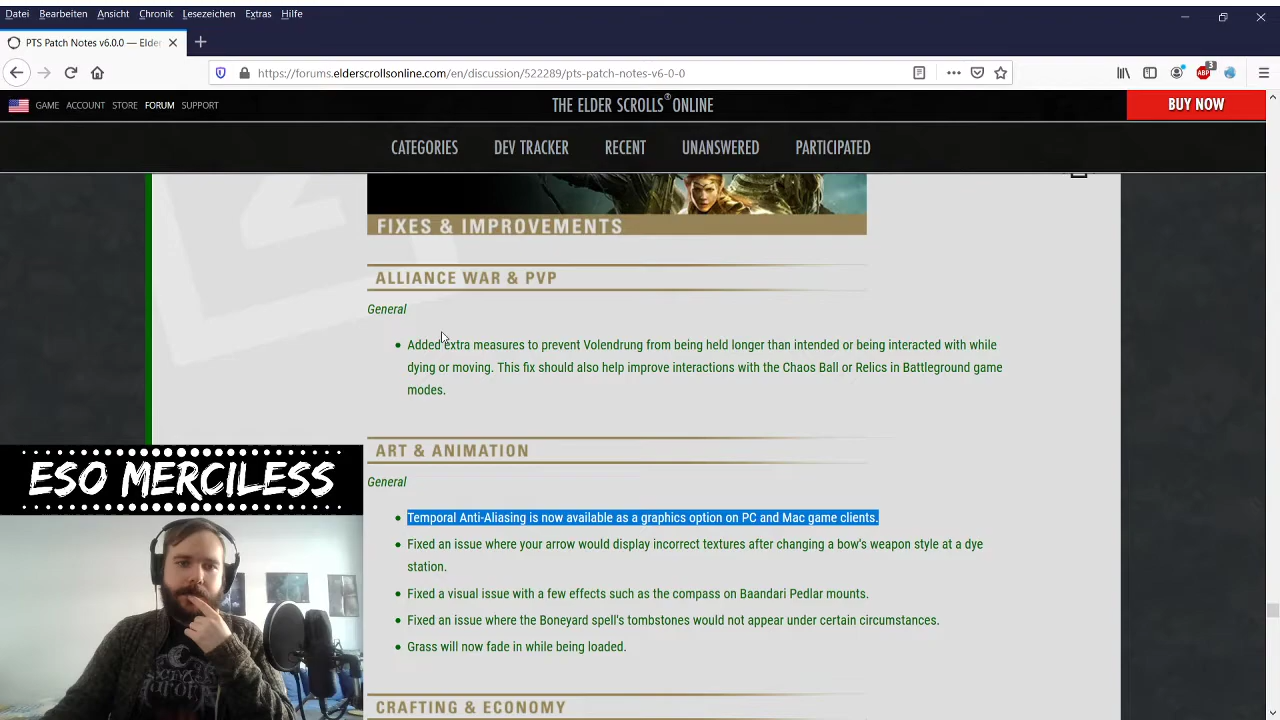 Datei Bearbeiten Ansicht Chronik Lesezeichen Extras Hilfe
PTS Patch Notes v6.0.0 — Elder
https://forums.elderscrollsonline.com/en/discussion/522289/pts-patch-notes-v6-0-0
ABP 3
GAME ACCOUNT STORE FORUM SUPPORT
THE ELDER SCROLLS® ONLINE
BUY NOW
CATEGORIES DEV TRACKER RECENT UNANSWERED PARTICIPATED
FIXES & IMPROVEMENTS
ALLIANCE WAR & PVP
General
• Added extra measures to prevent Volendrung from being held longer than intended or being interacted with while
dying or moving. This fix should also help improve interactions with the Chaos Ball or Relics in Battleground game
modes.
ART & ANIMATION
General
• Temporal Anti-Aliasing is now available as a graphics option on PC and Mac game clients.
• Fixed an issue where your arrow would display incorrect textures after changing a bow's weapon style at a dye
station.
• Fixed a visual issue with a few effects such as the compass on Baandari Pedlar mounts.
• Fixed an issue where the Boneyard spell's tombstones would not appear under certain circumstances.
• Grass will now fade in while being loaded.
CRAFTING & ECONOMY
ESO MERCILESS